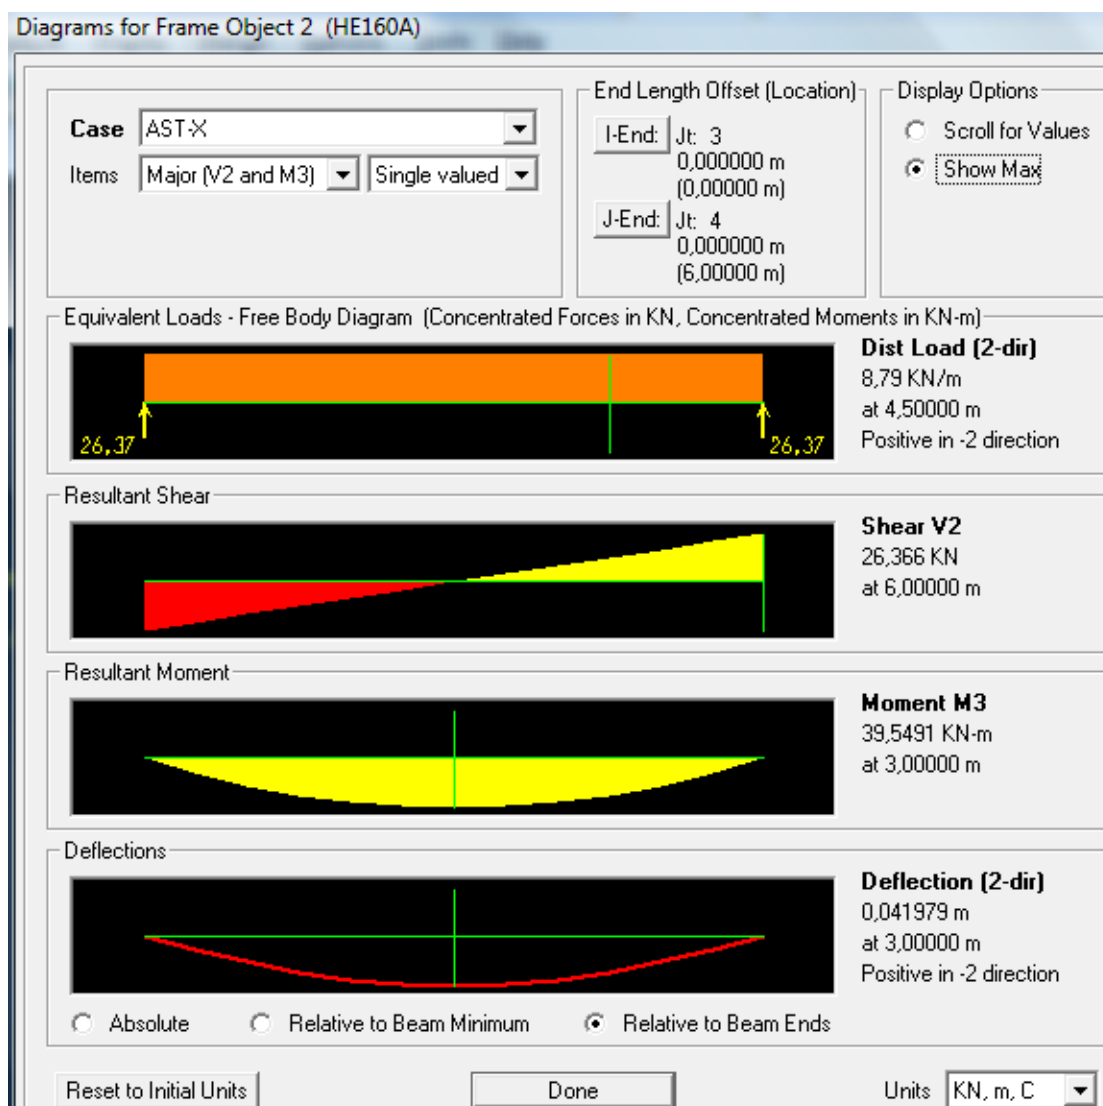 Diagrams for Frame Object 2 (HE160A)
Case AST-X
Items Major (V2 and M3) Single valued
End Length Offset (Location)
I-End: Jt: 3
0,000000 m
(0,00000 m)
J-End: Jt: 4
0,000000 m
(6,00000 m)
Display Options
Scroll for Values
Show Max
Equivalent Loads - Free Body Diagram (Concentrated Forces in KN, Concentrated Moments in KN-m)
26,37
26,37
Dist Load (2-dir)
8,79 KN/m
at 4,50000 m
Positive in -2 direction
Resultant Shear
Shear V2
26,366 KN
at 6,00000 m
Resultant Moment
Moment M3
39,5491 KN-m
at 3,00000 m
Deflections
Deflection (2-dir)
0,041979 m
at 3,00000 m
Positive in -2 direction
Absolute Relative to Beam Minimum Relative to Beam Ends
Reset to Initial Units Done Units KN, m, C